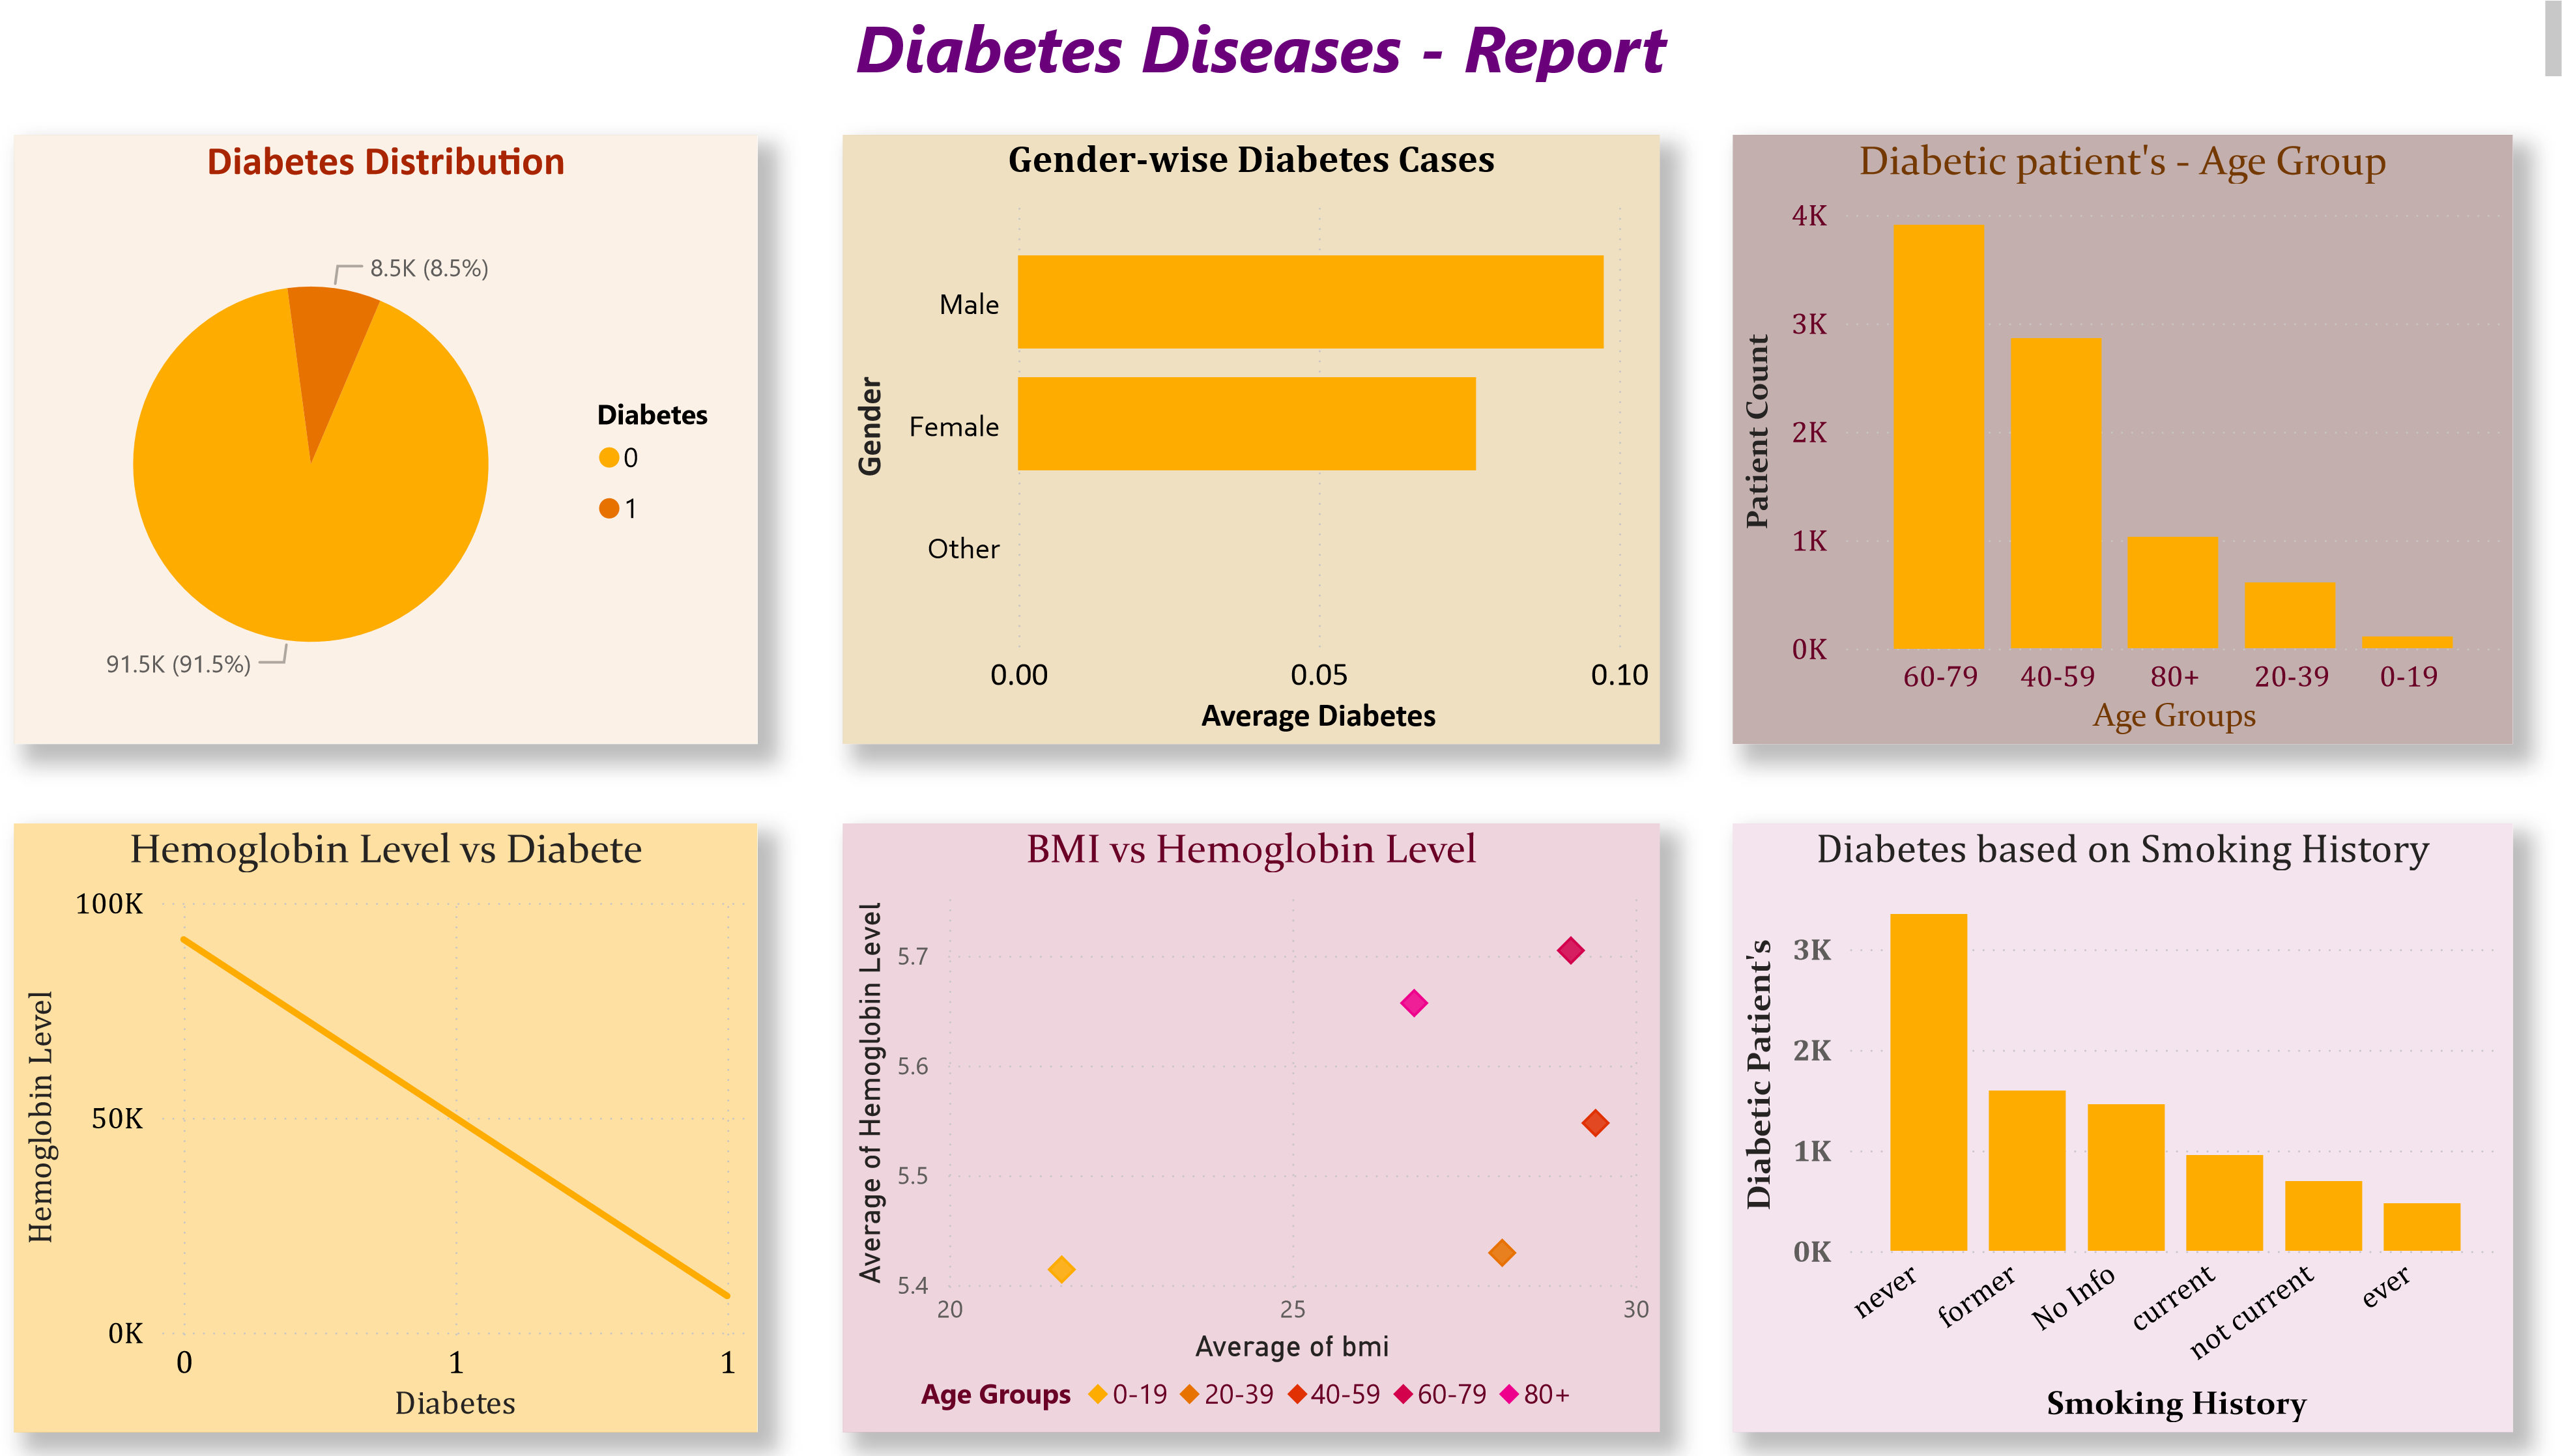 Diabetes Diseases - Report
Diabetes Distribution
8.5K (8.5%)
91.5K (91.5%)
Diabetes
0
1
Gender-wise Diabetes Cases
Gender
Male
Female
Other
0.00 0.05 0.10
Average Diabetes
Diabetic patient's - Age Group
Patient Count
4K
3K
2K
1K
0K
60-79 40-59 80+ 20-39 0-19
Age Groups
Hemoglobin Level vs Diabete
Hemoglobin Level
100K
50K
0K
0 1 1
Diabetes
BMI vs Hemoglobin Level
Average of Hemoglobin Level
5.7
5.6
5.5
5.4
20 25 30
Average of bmi
Age Groups 0-19 20-39 40-59 60-79 80+
Diabetes based on Smoking History
Diabetic Patient's
3K
2K
1K
0K
never former No Info current not current ever
Smoking History